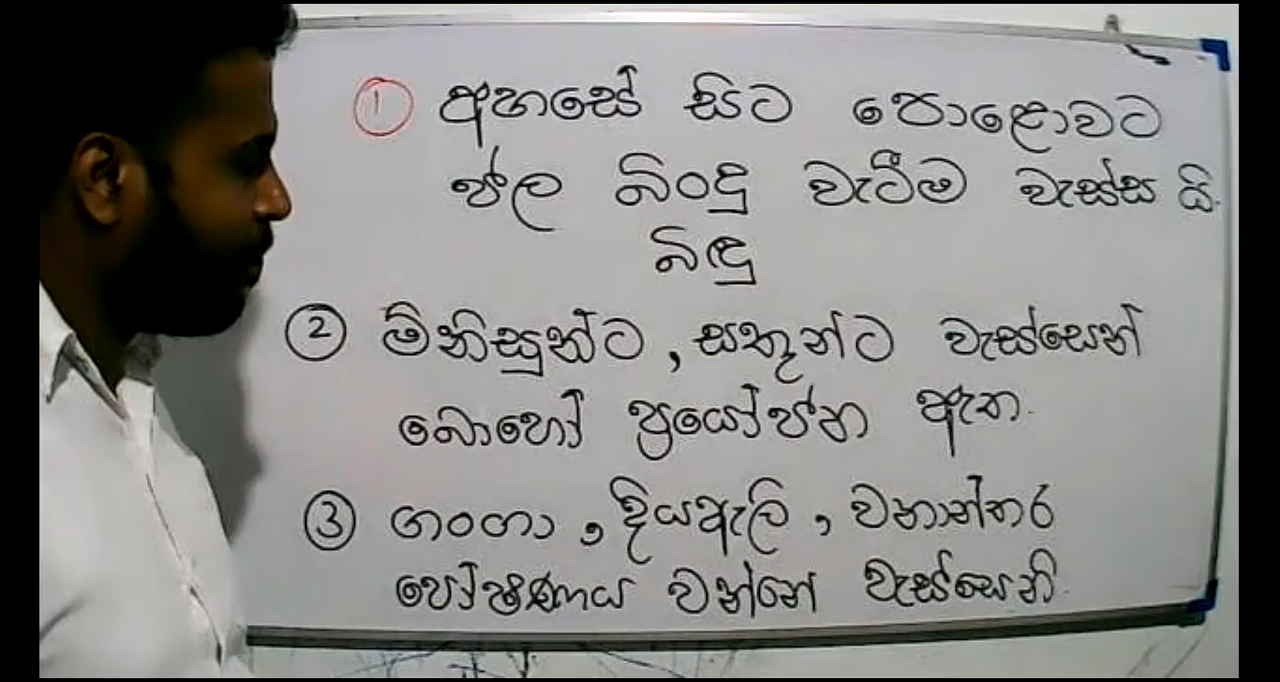 ① අහසේ සිට පොළොවට
ජල බිංදු වැටීම වැස්ස යි.
බිඳු
② මිනිසුන්ට, සතුන්ට වැස්සෙන්
බොහෝ ප්‍රයෝජන ඇත.
③ ගංගා, දියඇලි, වනාන්තර
පෝෂණය වන්නේ වැස්සෙනි.